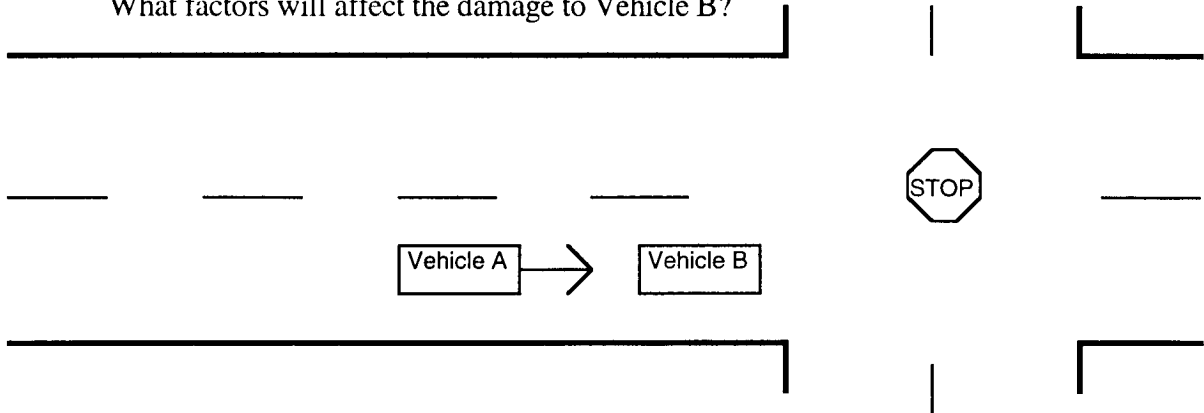 What factors will affect the damage to Vehicle B?
STOP
Vehicle A
Vehicle B